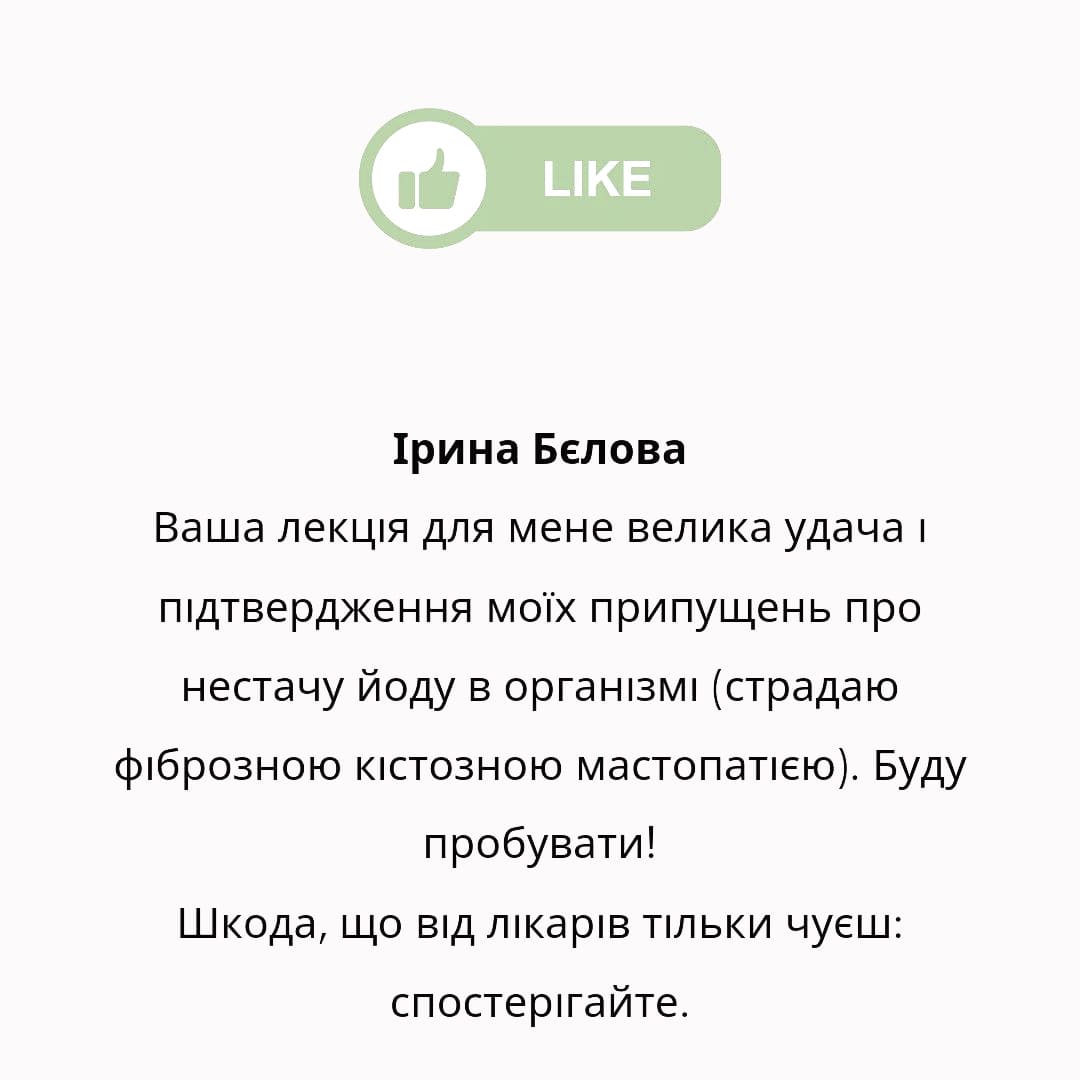 LIKE
Ірина Бєлова
Ваша лекція для мене велика удача і
підтвердження моїх припущень про
нестачу йоду в організмі (страдаю
фіброзною кістозною мастопатією). Буду
пробувати!
Шкода, що від лікарів тільки чуєш:
спостерігайте.